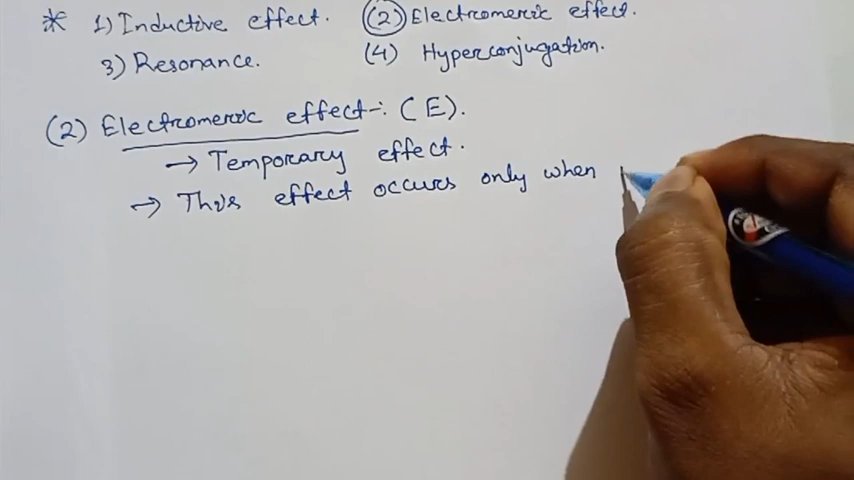 * 1) Inductive effect. (2) Electromeric effect.
3) Resonance. (4) Hyperconjugation.
(2) Electromeric effect :- (E).
→ Temporary effect.
→ This effect occurs only when